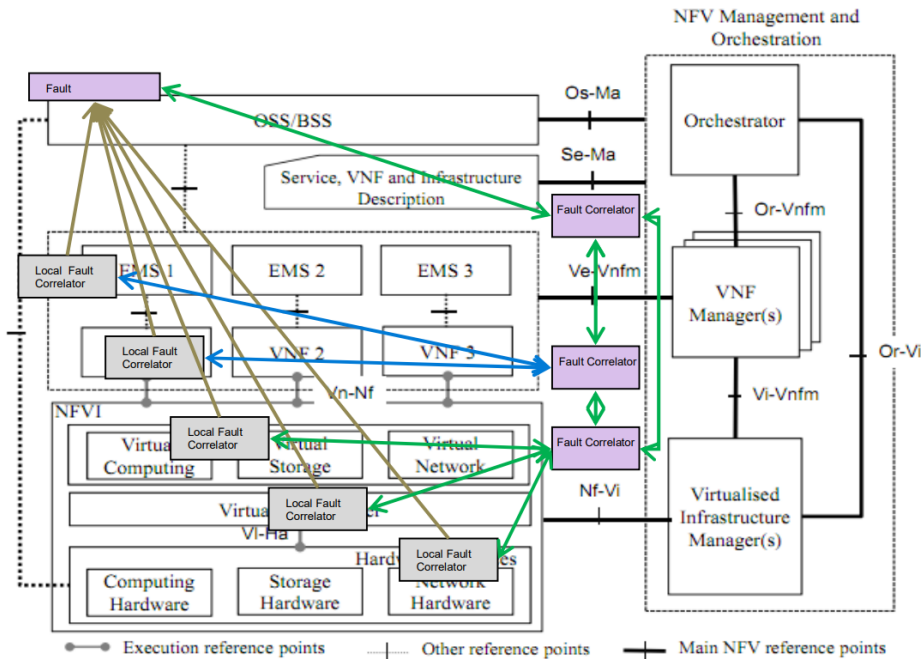 NFV Management and
Orchestration
Fault
OSS/BSS
Os-Ma
Orchestrator
Se-Ma
Service, VNF and Infrastructure
Description
Fault Correlator
Or-Vnfm
EMS 1
EMS 2
EMS 3
Local Fault
Correlator
Ve-Vnfm
VNF
Manager(s)
Local Fault
Correlator
VNF 2
VNF 3
Fault Correlator
Or-Vi
Vn-Nf
Vi-Vnfm
NFVI
Local Fault
Correlator
Virtual
Computing
Virtual
Storage
Virtual
Network
Fault Correlator
Nf-Vi
Virtualised
Infrastructure
Manager(s)
Local Fault
Correlator
Vl-Ha
Local Fault
Correlator
Computing
Hardware
Storage
Hardware
Network
Hardware
Execution reference points
Other reference points
Main NFV reference points